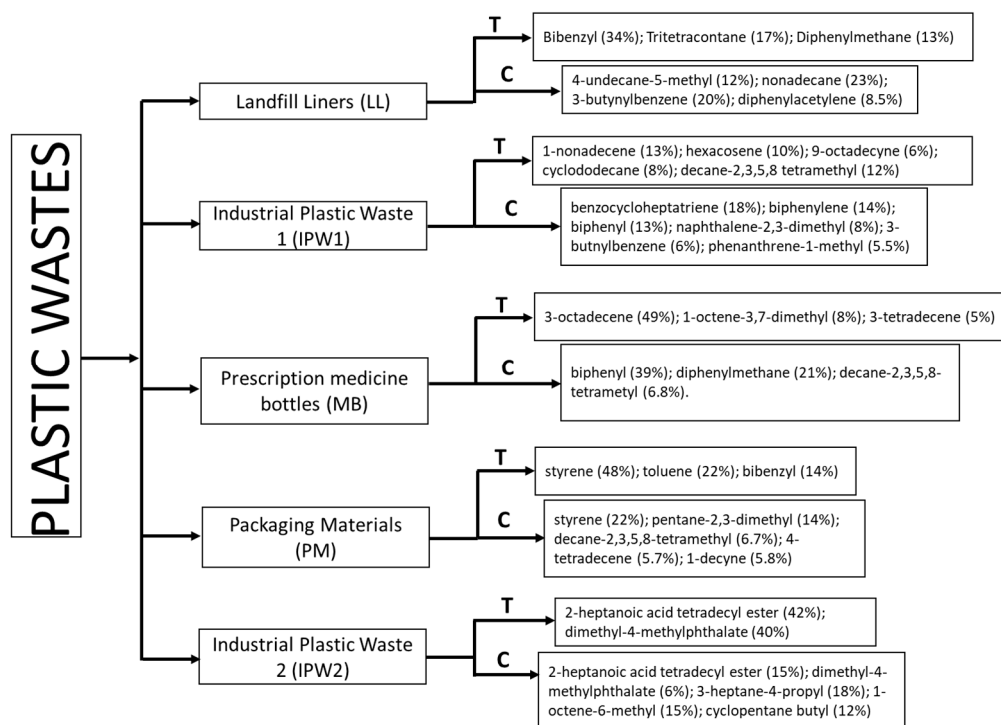 PLASTIC WASTES
Landfill Liners (LL)
T
Bibenzyl (34%); Tritetracontane (17%); Diphenylmethane (13%)
C
4-undecane-5-methyl (12%); nonadecane (23%);
3-butynylbenzene (20%); diphenylacetylene (8.5%)
Industrial Plastic Waste
1 (IPW1)
T
1-nonadecene (13%); hexacosene (10%); 9-octadecyne (6%);
cyclododecane (8%); decane-2,3,5,8 tetramethyl (12%)
C
benzocycloheptatriene (18%); biphenylene (14%);
biphenyl (13%); naphthalene-2,3-dimethyl (8%); 3-
butnylbenzene (6%); phenanthrene-1-methyl (5.5%)
Prescription medicine
bottles (MB)
T
3-octadecene (49%); 1-octene-3,7-dimethyl (8%); 3-tetradecene (5%)
C
biphenyl (39%); diphenylmethane (21%); decane-2,3,5,8-
tetrametyl (6.8%).
Packaging Materials
(PM)
T
styrene (48%); toluene (22%); bibenzyl (14%)
C
styrene (22%); pentane-2,3-dimethyl (14%);
decane-2,3,5,8-tetramethyl (6.7%); 4-
tetradecene (5.7%); 1-decyne (5.8%)
Industrial Plastic Waste
2 (IPW2)
T
2-heptanoic acid tetradecyl ester (42%);
dimethyl-4-methylphthalate (40%)
C
2-heptanoic acid tetradecyl ester (15%); dimethyl-4-
methylphthalate (6%); 3-heptane-4-propyl (18%); 1-
octene-6-methyl (15%); cyclopentane butyl (12%)